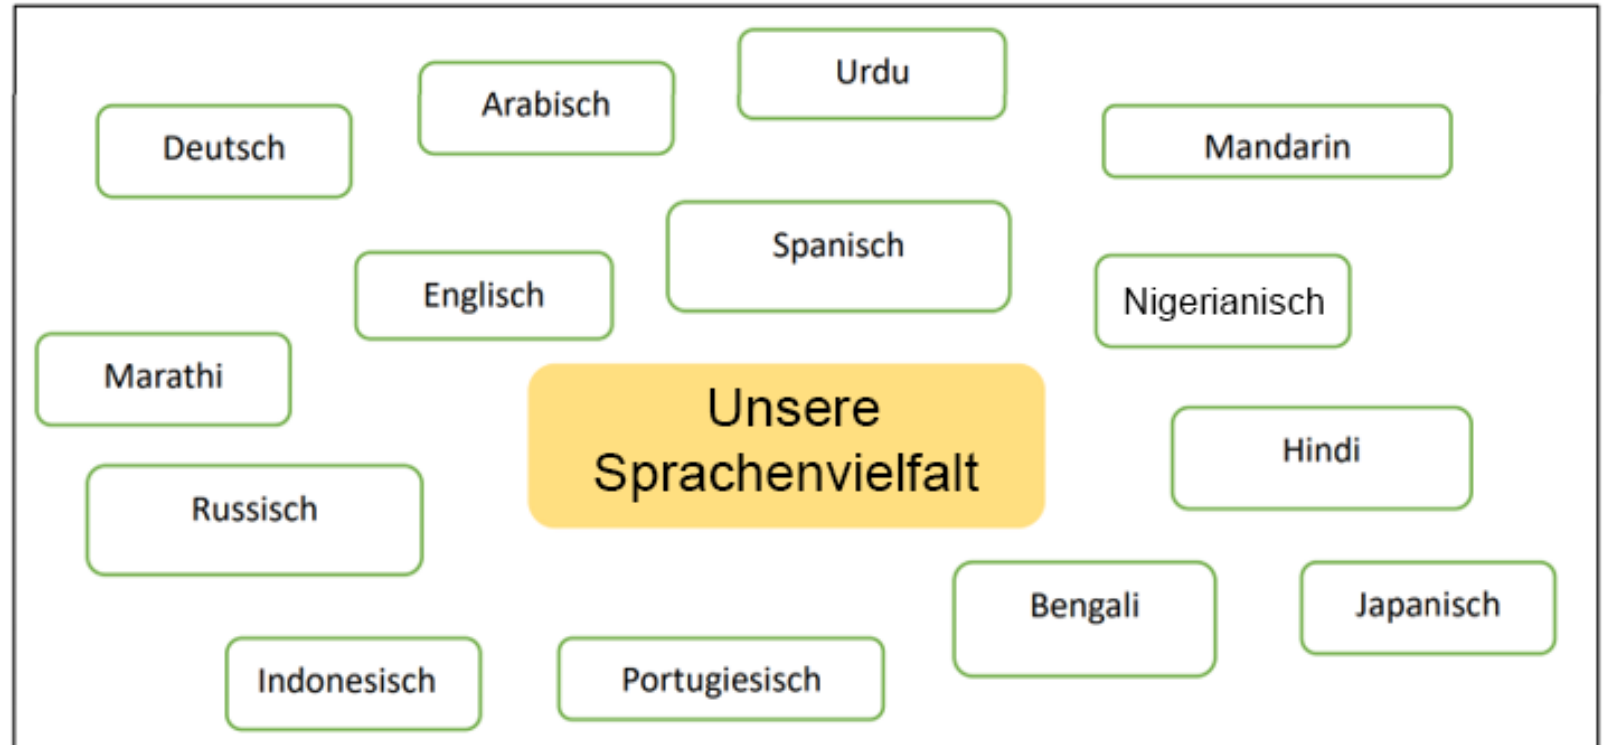 Urdu
Arabisch
Deutsch
Mandarin
Spanisch
Englisch
Nigerianisch
Marathi
Unsere
Sprachenvielfalt
Hindi
Russisch
Bengali
Japanisch
Indonesisch
Portugiesisch